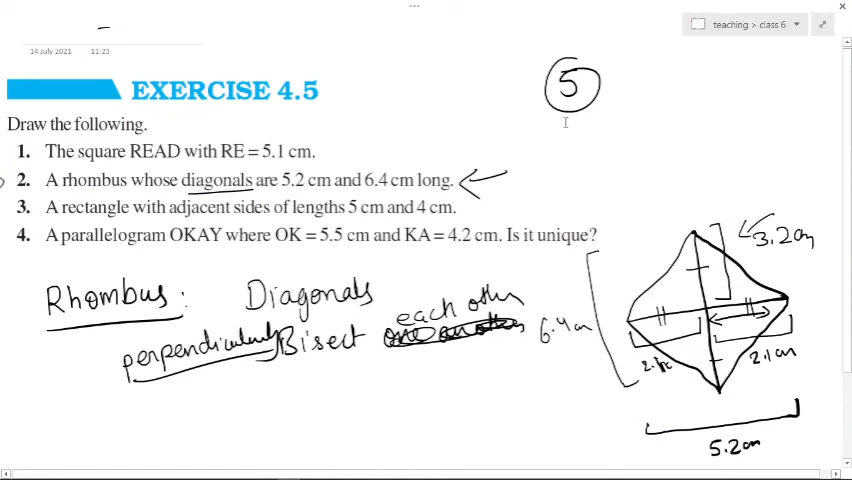 teaching > class 6
14 July 2021 11:23
EXERCISE 4.5
5
Draw the following.
1. The square READ with RE = 5.1 cm.
2. A rhombus whose diagonals are 5.2 cm and 6.4 cm long.
3. A rectangle with adjacent sides of lengths 5 cm and 4 cm.
4. A parallelogram OKAY where OK = 5.5 cm and KA = 4.2 cm. Is it unique?
3.2 cm
Rhombus: Diagonals
perpendicularly Bisect each other
6.4 cm
2.1 cm
5.2 cm